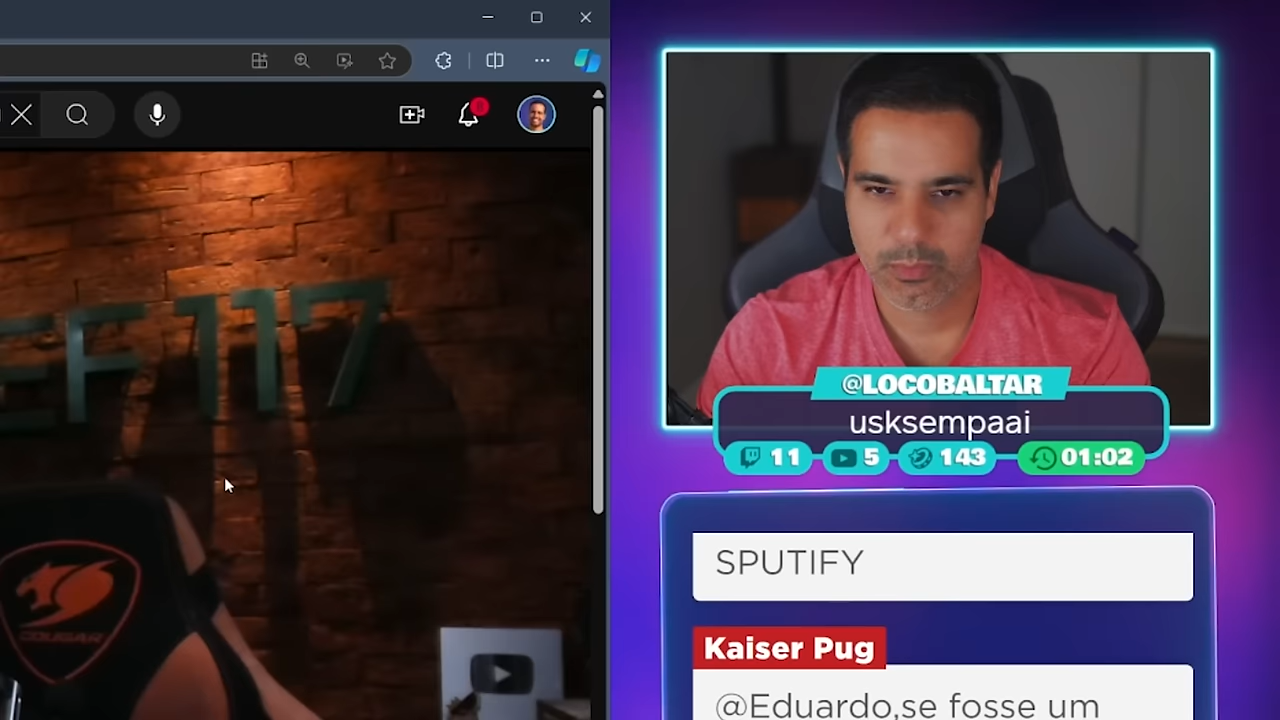 EF117
COUGAR
@LOCOBALTAR
usksempaai
11
5
143
01:02
SPUTIFY
Kaiser Pug
@Eduardo,se fosse um